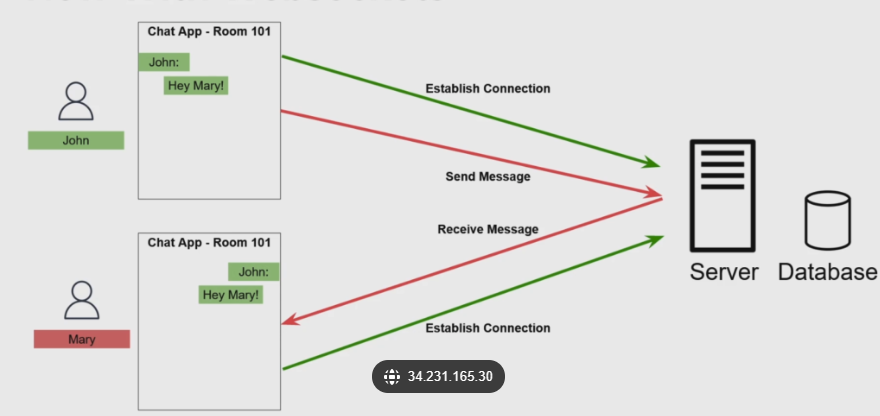 Chat App - Room 101
John:
Hey Mary!
John
Establish Connection
Send Message
Receive Message
Server Database
Chat App - Room 101
John:
Hey Mary!
Mary
Establish Connection
34.231.165.30